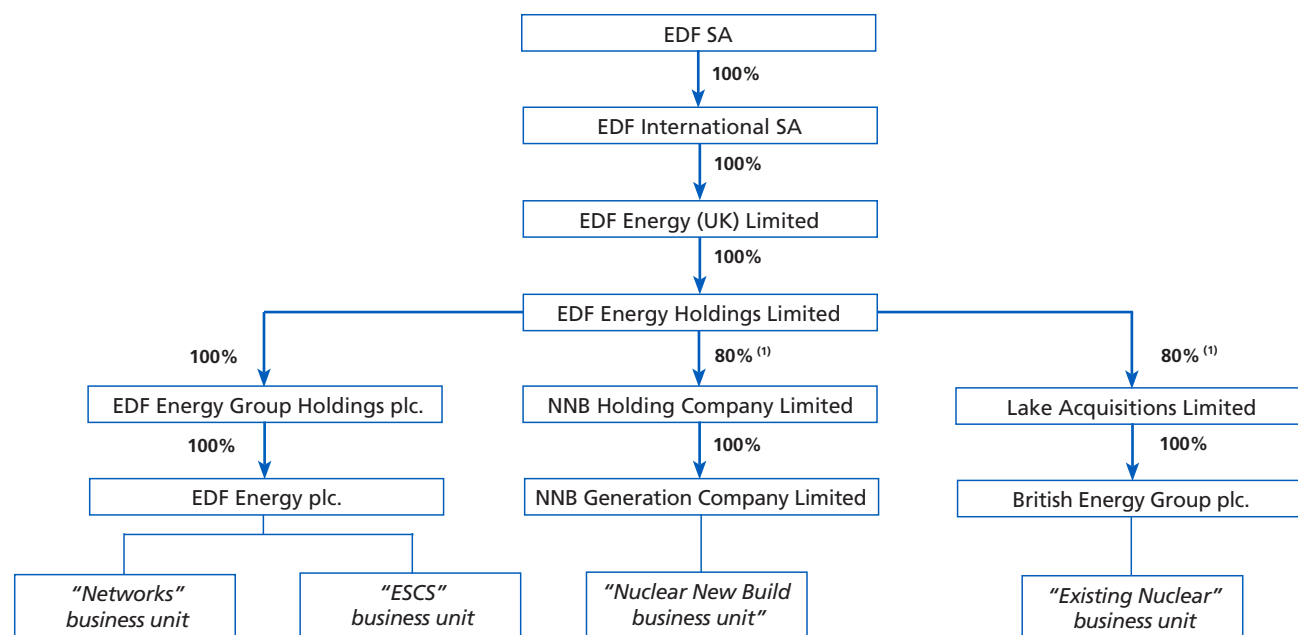 EDF SA
100%
EDF International SA
100%
EDF Energy (UK) Limited
100%
EDF Energy Holdings Limited
100%
80% (1)
80% (1)
EDF Energy Group Holdings plc.
NNB Holding Company Limited
Lake Acquisitions Limited
100%
100%
100%
EDF Energy plc.
NNB Generation Company Limited
British Energy Group plc.
“Networks”
business unit
“ESCS”
business unit
“Nuclear New Build
business unit”
“Existing Nuclear”
business unit